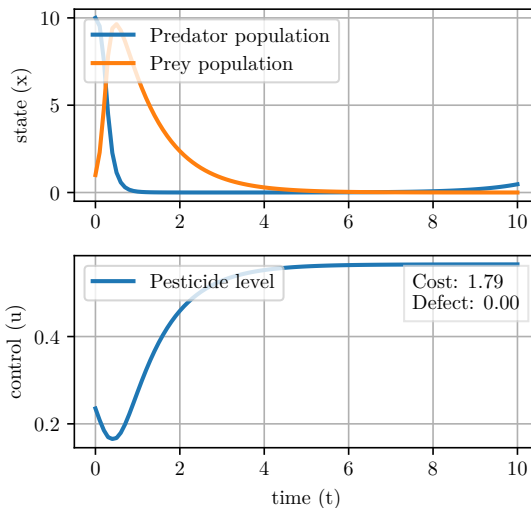 10
5
0
state (x)
Predator population
Prey population
0
2
4
6
8
10
0.4
0.2
control (u)
Pesticide level
Cost: 1.79
Defect: 0.00
0
2
4
6
8
10
time (t)